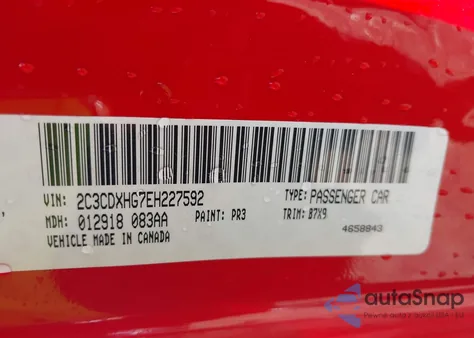 VIN: 2C3CDXHG7EH227592 TYPE: PASSENGER CAR
MDH: 012918 083AA PAINT: PR3 TRIM: B7X9
VEHICLE MADE IN CANADA 4658843
autoSnap